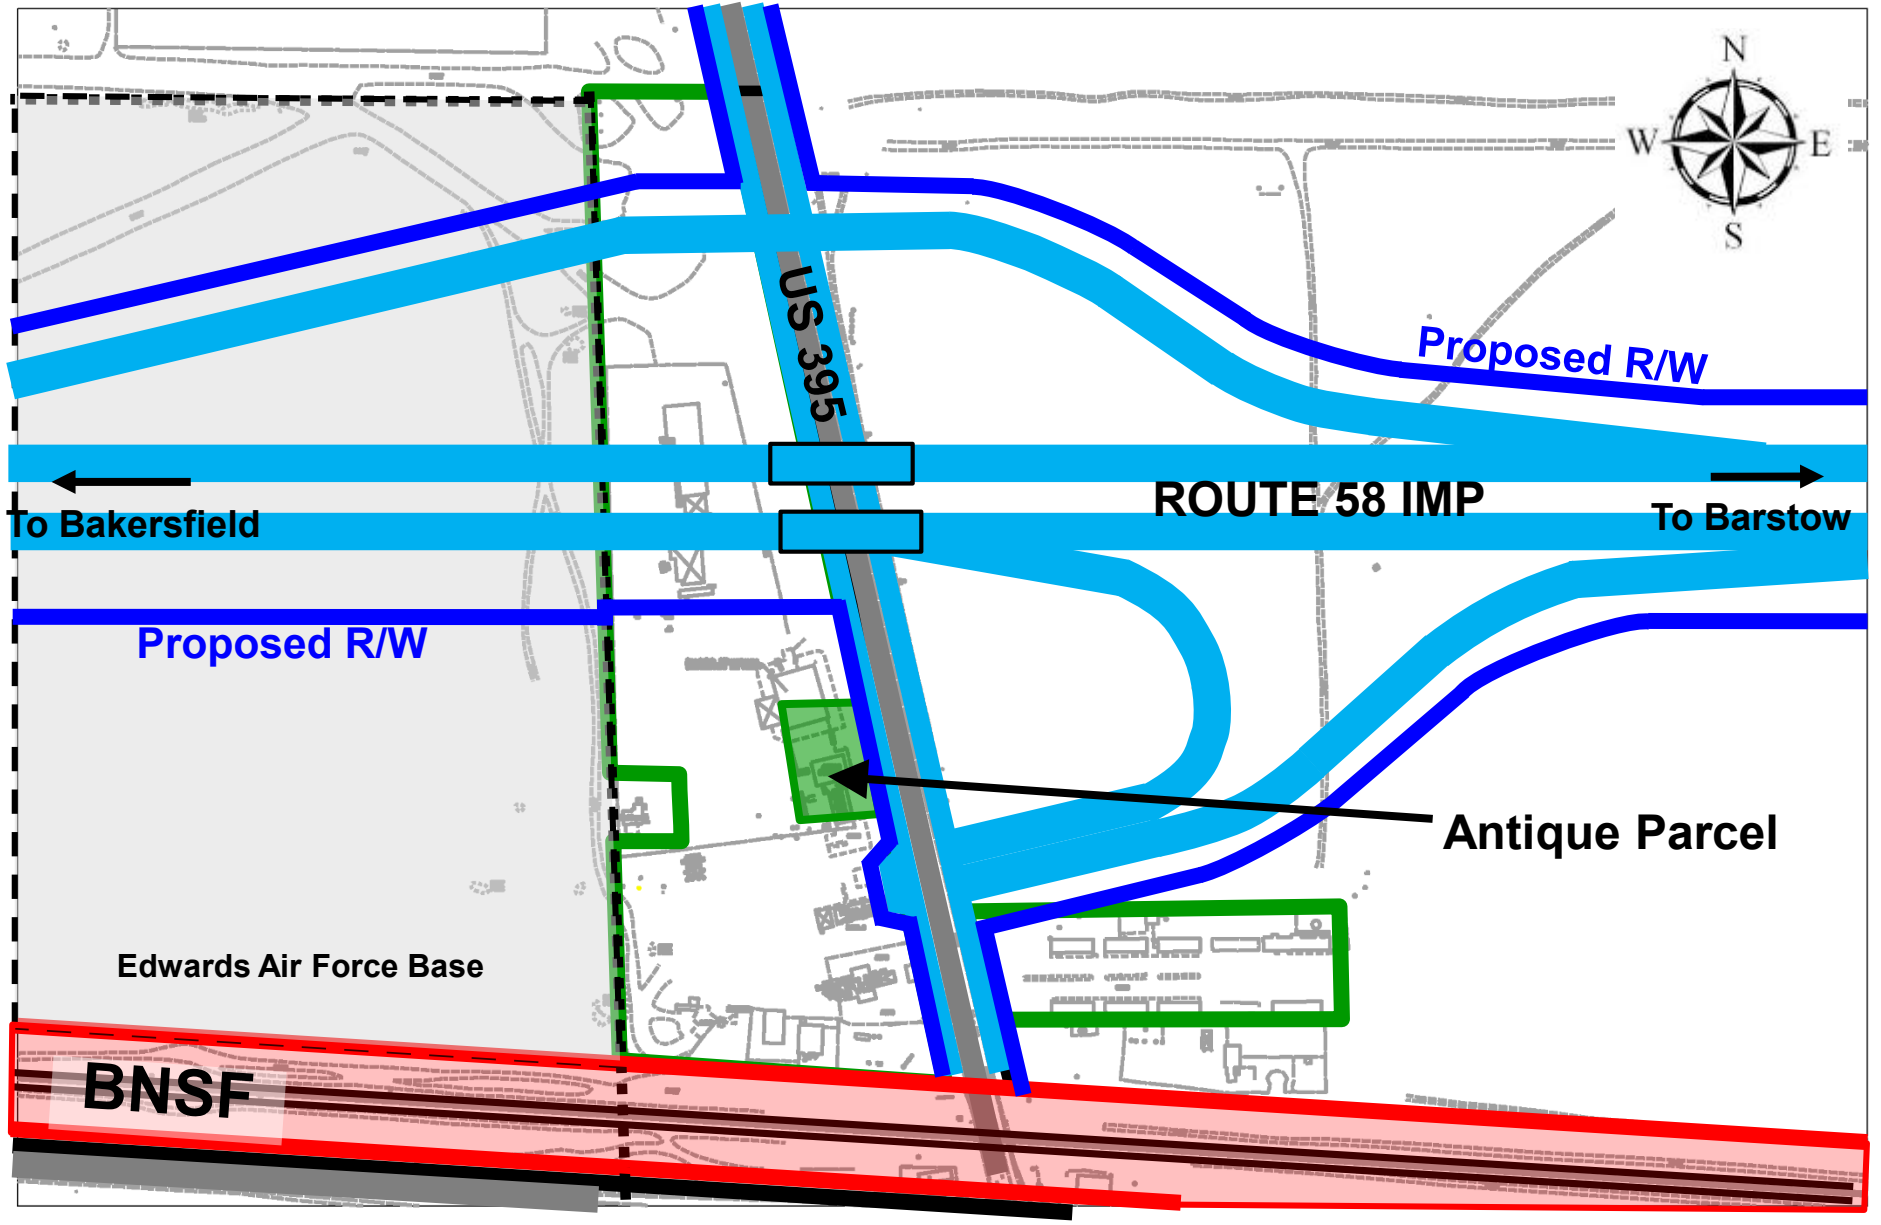 N
W E
S
US 395
Proposed R/W
ROUTE 58 IMP
To Bakersfield
To Barstow
Proposed R/W
Antique Parcel
Edwards Air Force Base
BNSF